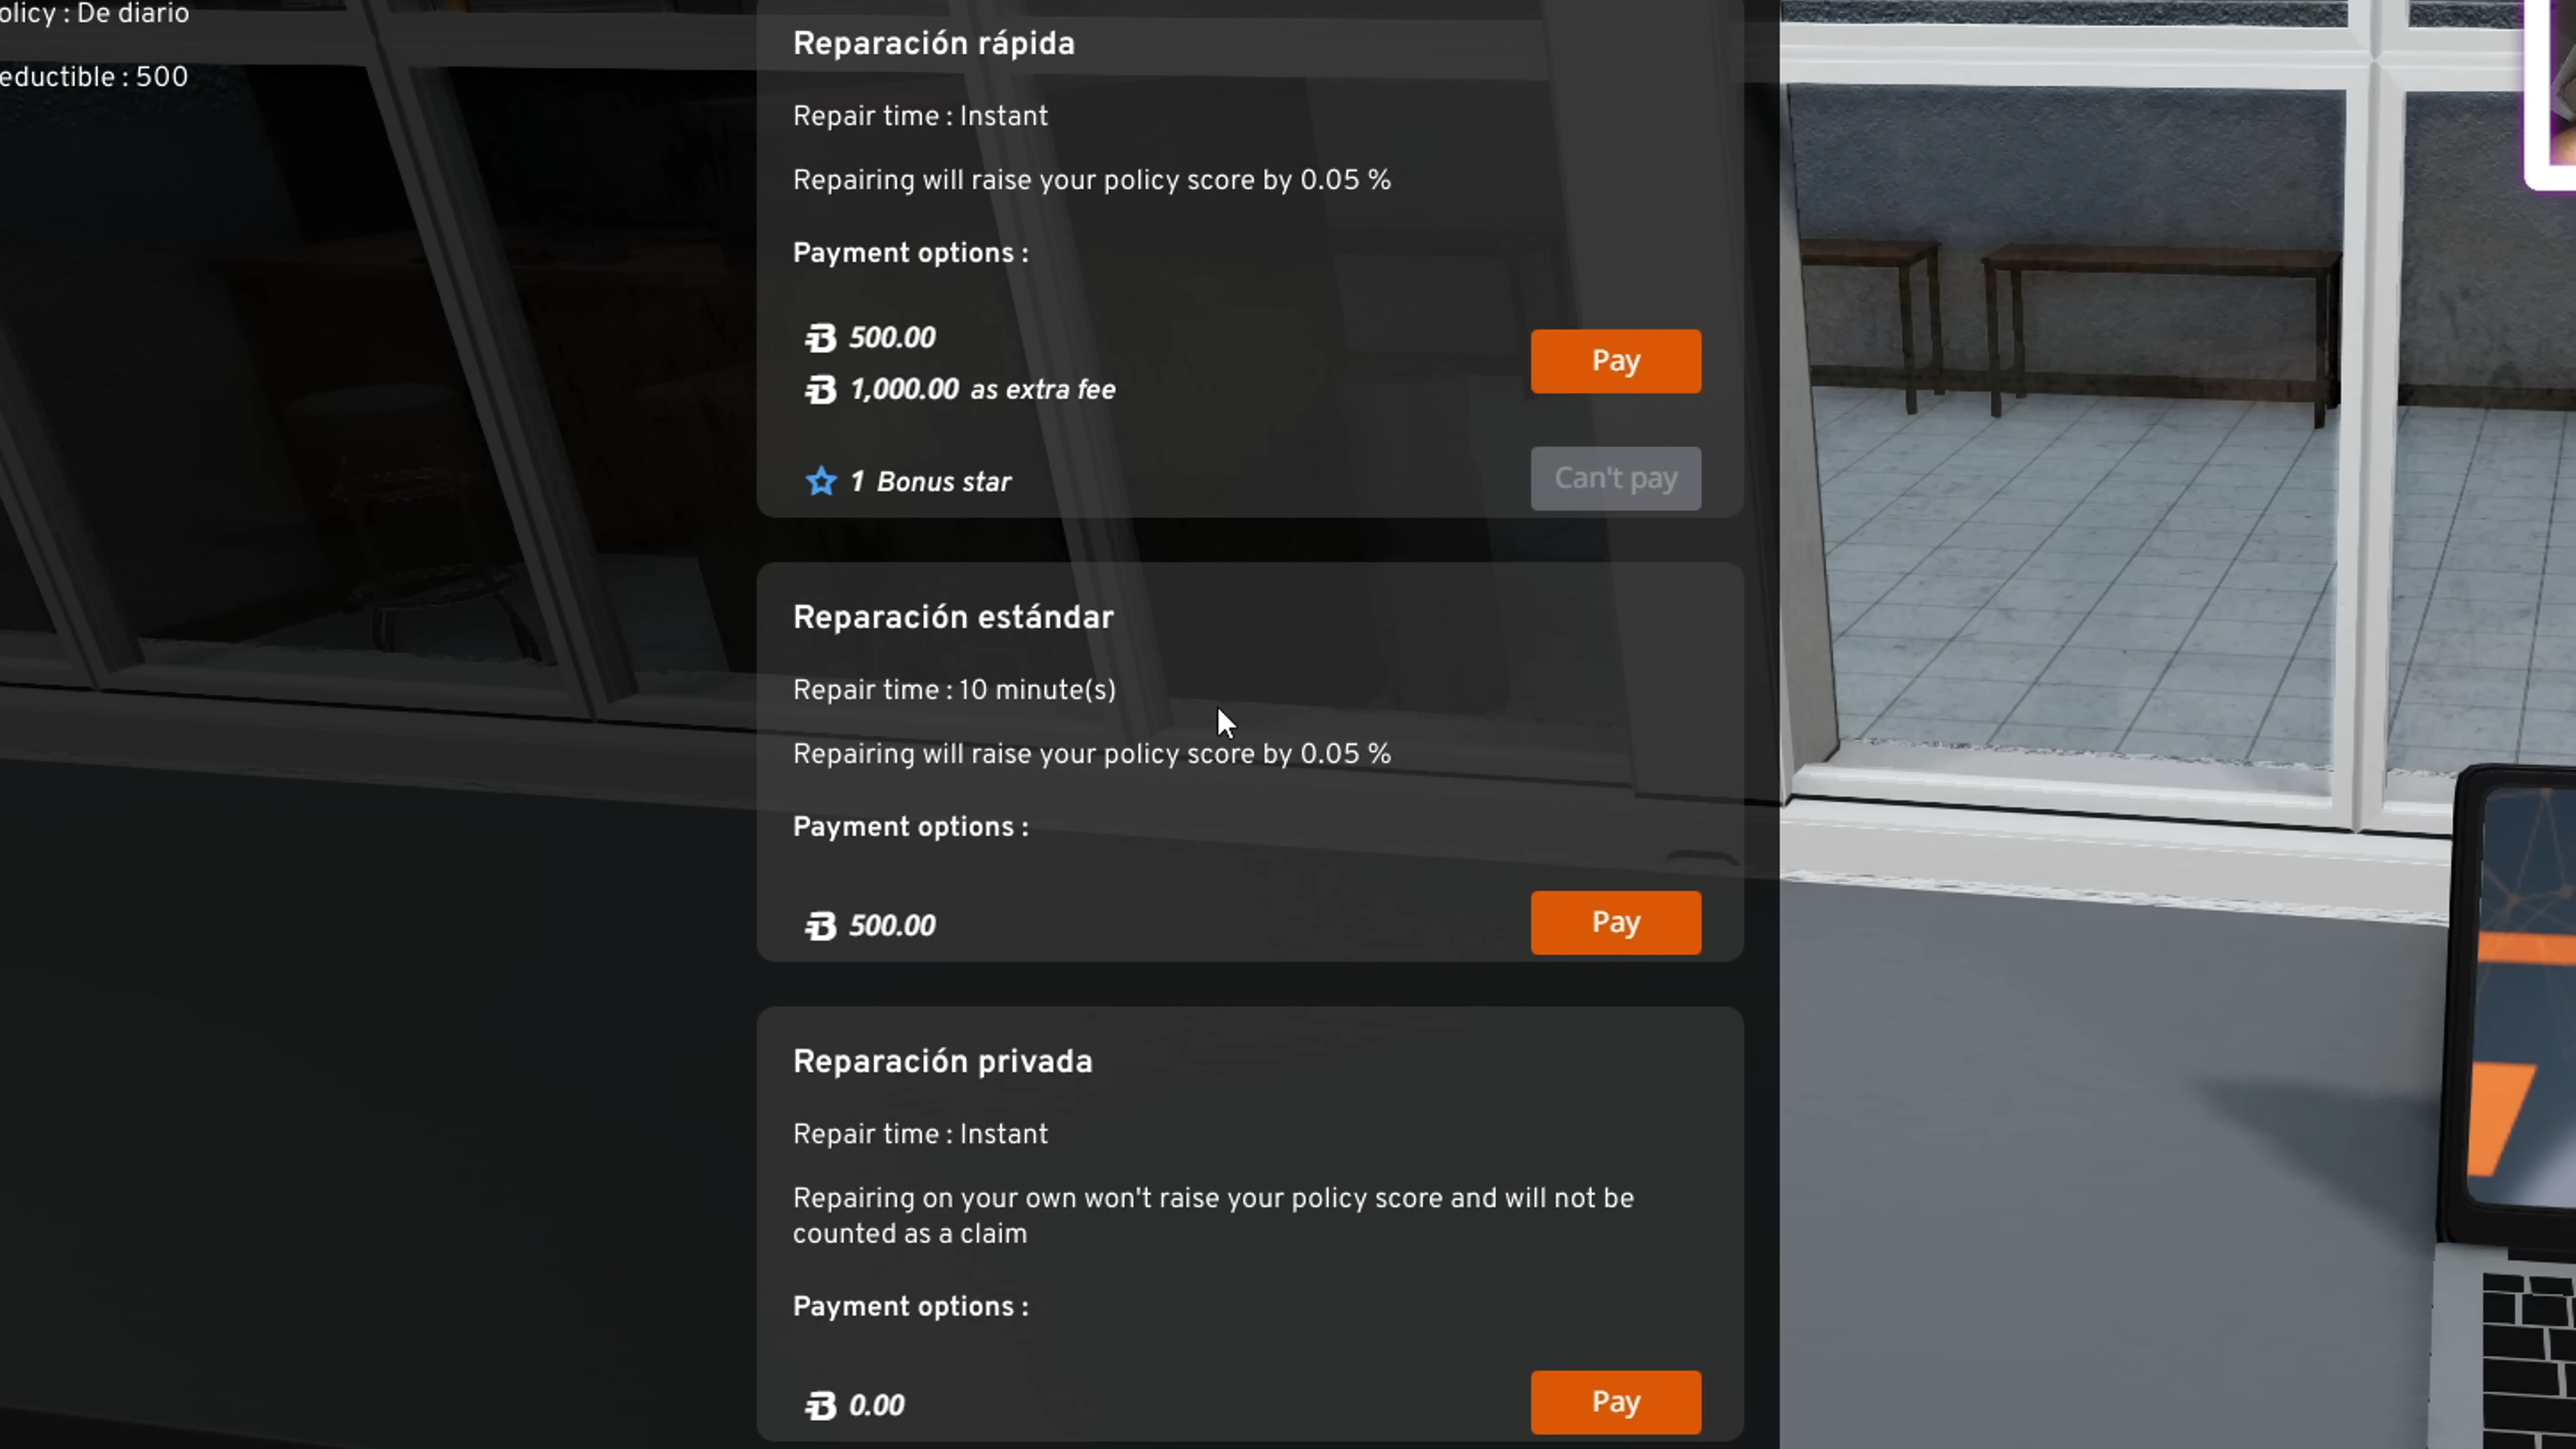 olicy : De diario
eductible : 500
Reparación rápida
Repair time : Instant
Repairing will raise your policy score by 0.05 %
Payment options :
500.00
1,000.00 as extra fee
Pay
1 Bonus star
Can't pay
Reparación estándar
Repair time : 10 minute(s)
Repairing will raise your policy score by 0.05 %
Payment options :
500.00
Pay
Reparación privada
Repair time : Instant
Repairing on your own won't raise your policy score and will not be
counted as a claim
Payment options :
0.00
Pay